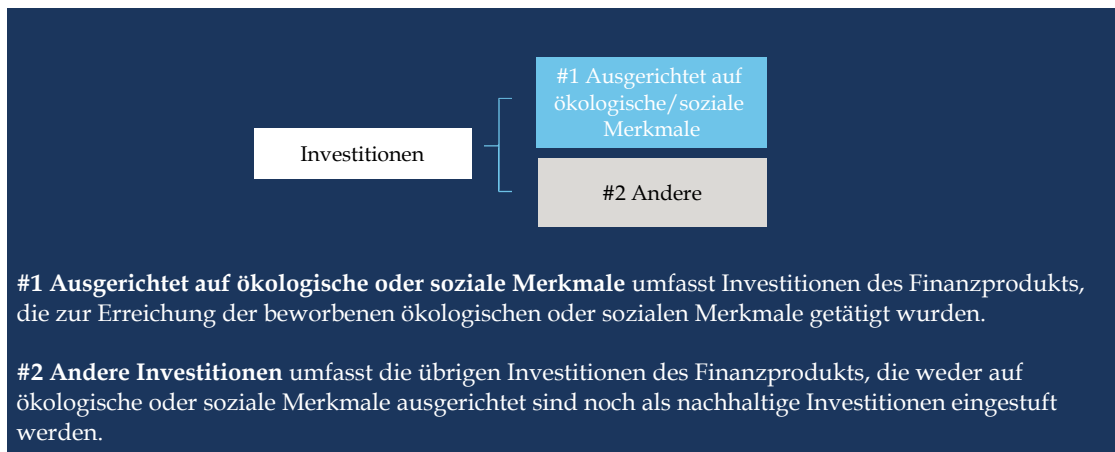 #1 Ausgerichtet auf
ökologische/soziale
Merkmale
Investitionen
#2 Andere
#1 Ausgerichtet auf ökologische oder soziale Merkmale umfasst Investitionen des Finanzprodukts,
die zur Erreichung der beworbenen ökologischen oder sozialen Merkmale getätigt wurden.
#2 Andere Investitionen umfasst die übrigen Investitionen des Finanzprodukts, die weder auf
ökologische oder soziale Merkmale ausgerichtet sind noch als nachhaltige Investitionen eingestuft
werden.